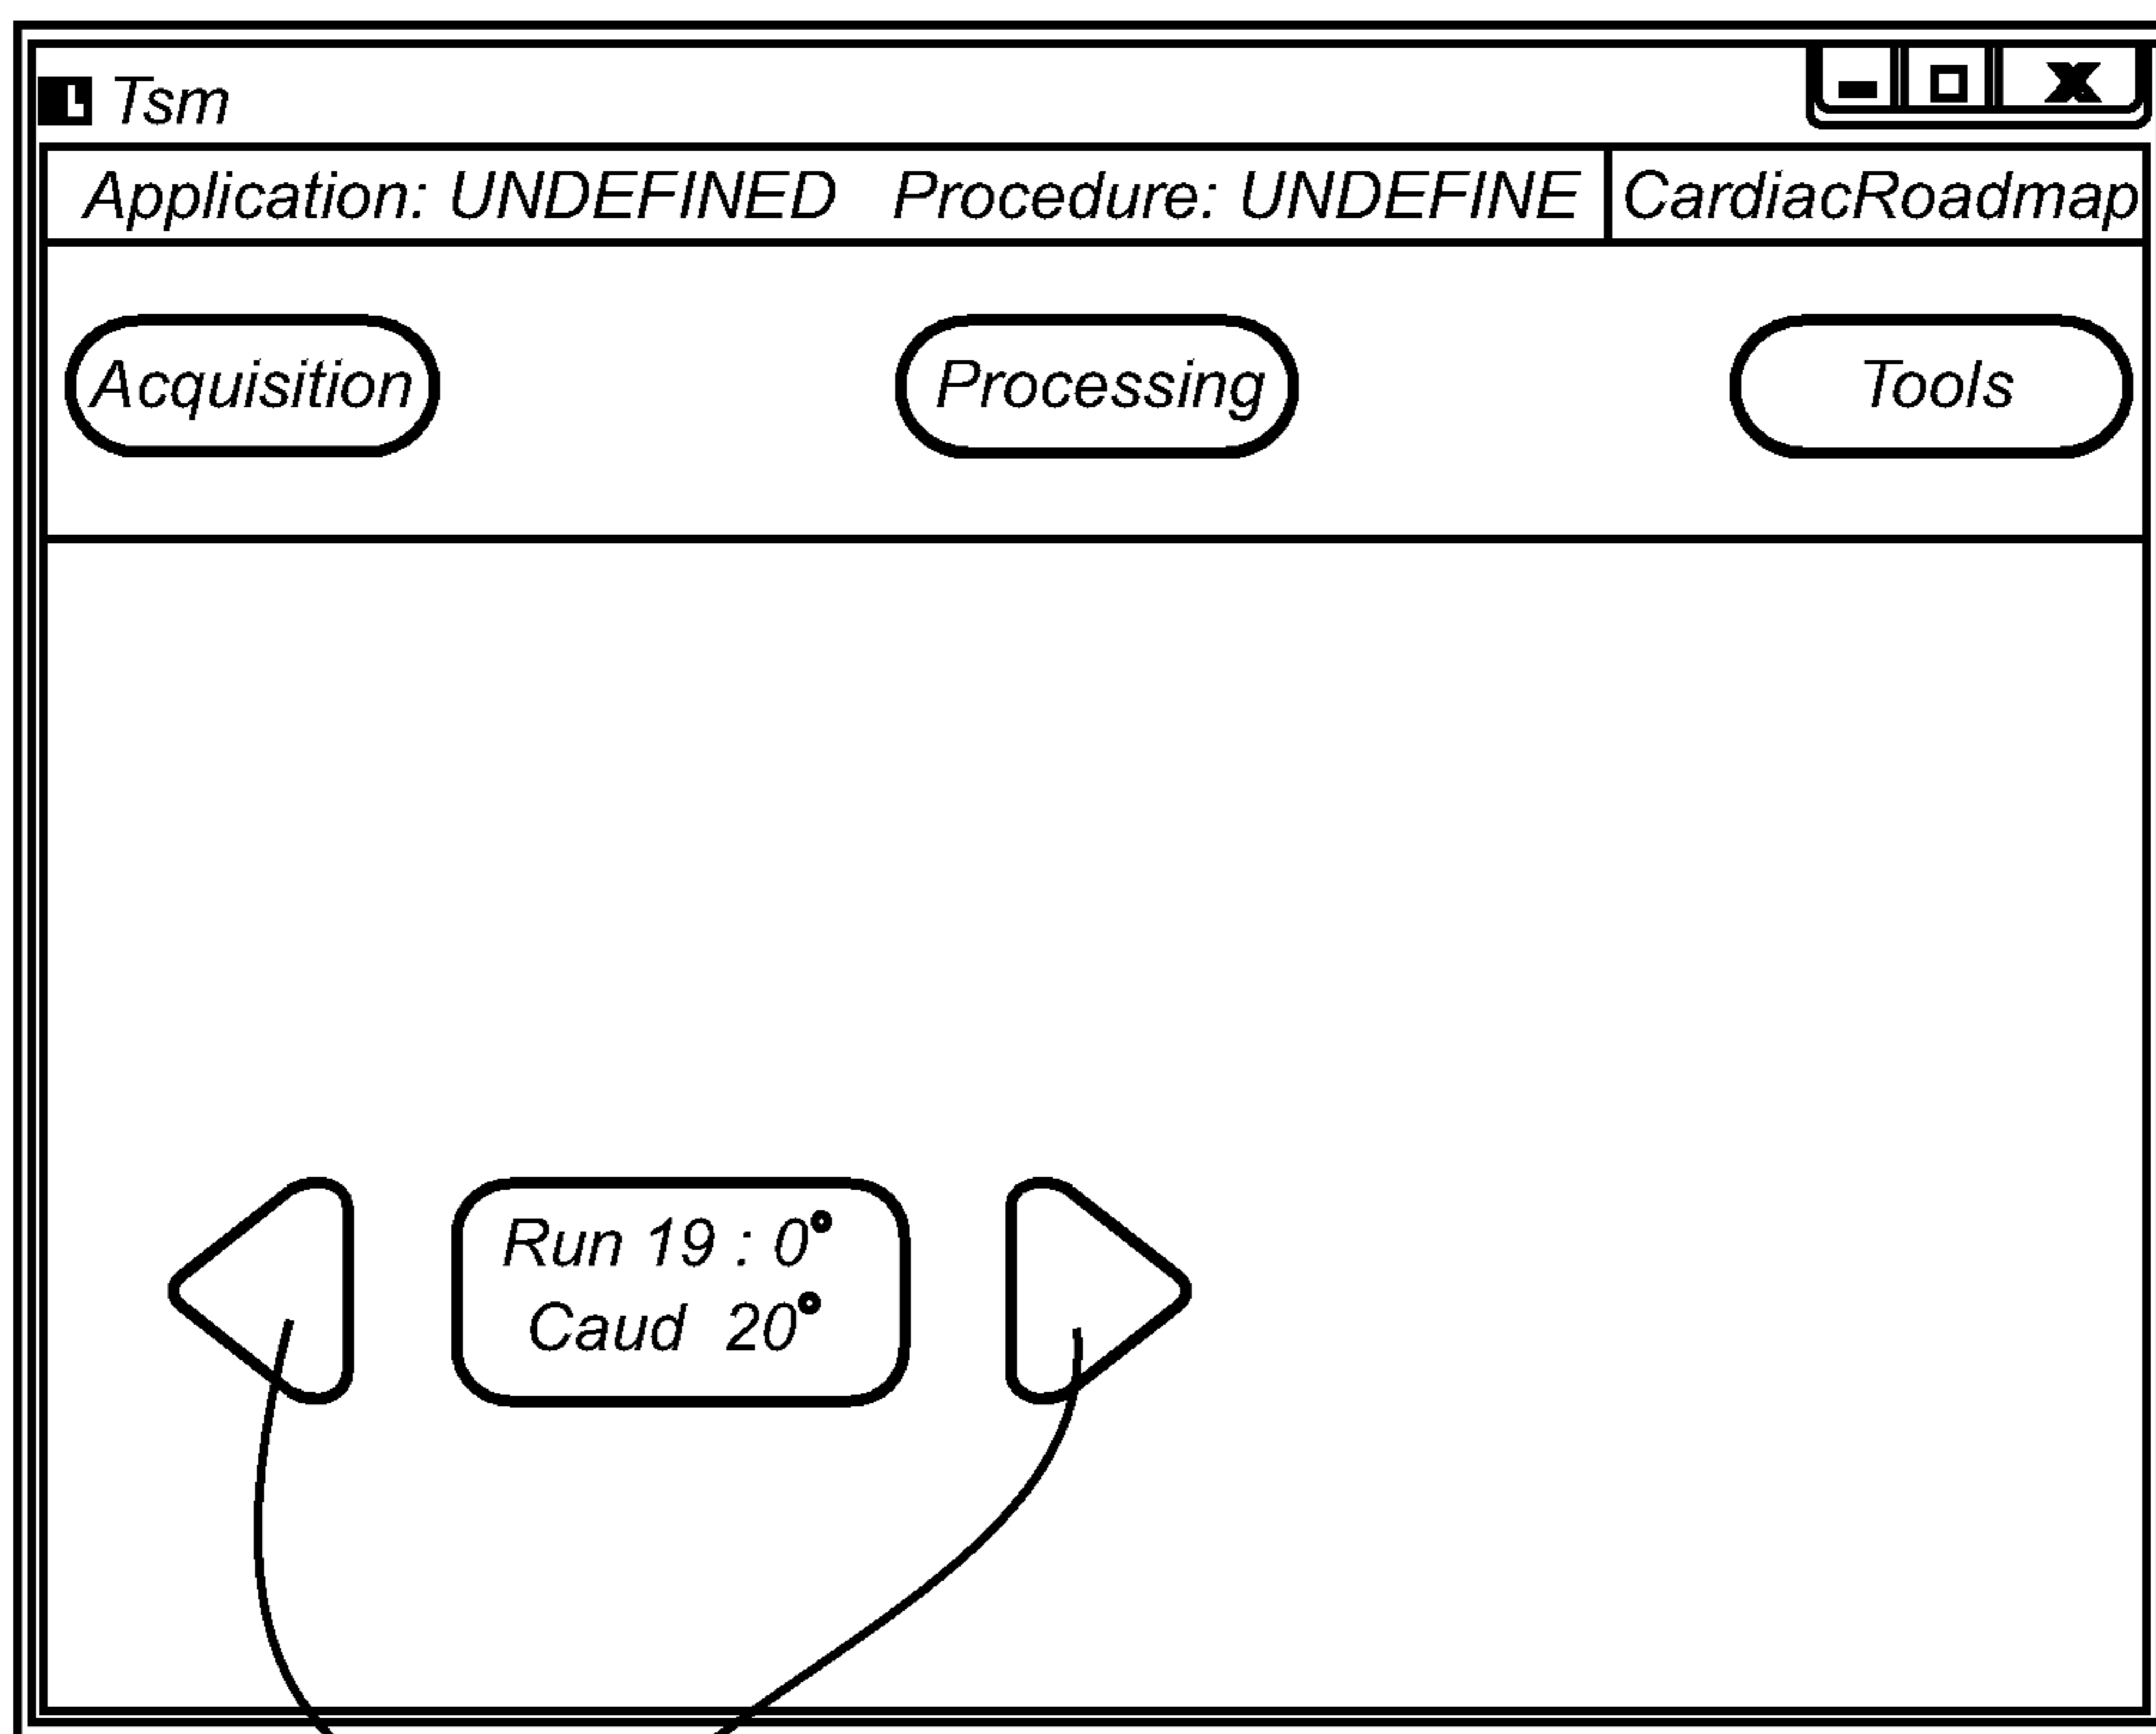 Tsm
Application: UNDEFINED Procedure: UNDEFINE CardiacRoadmap
Acquisition Processing Tools
Run 19 : 0°
Caud 20°